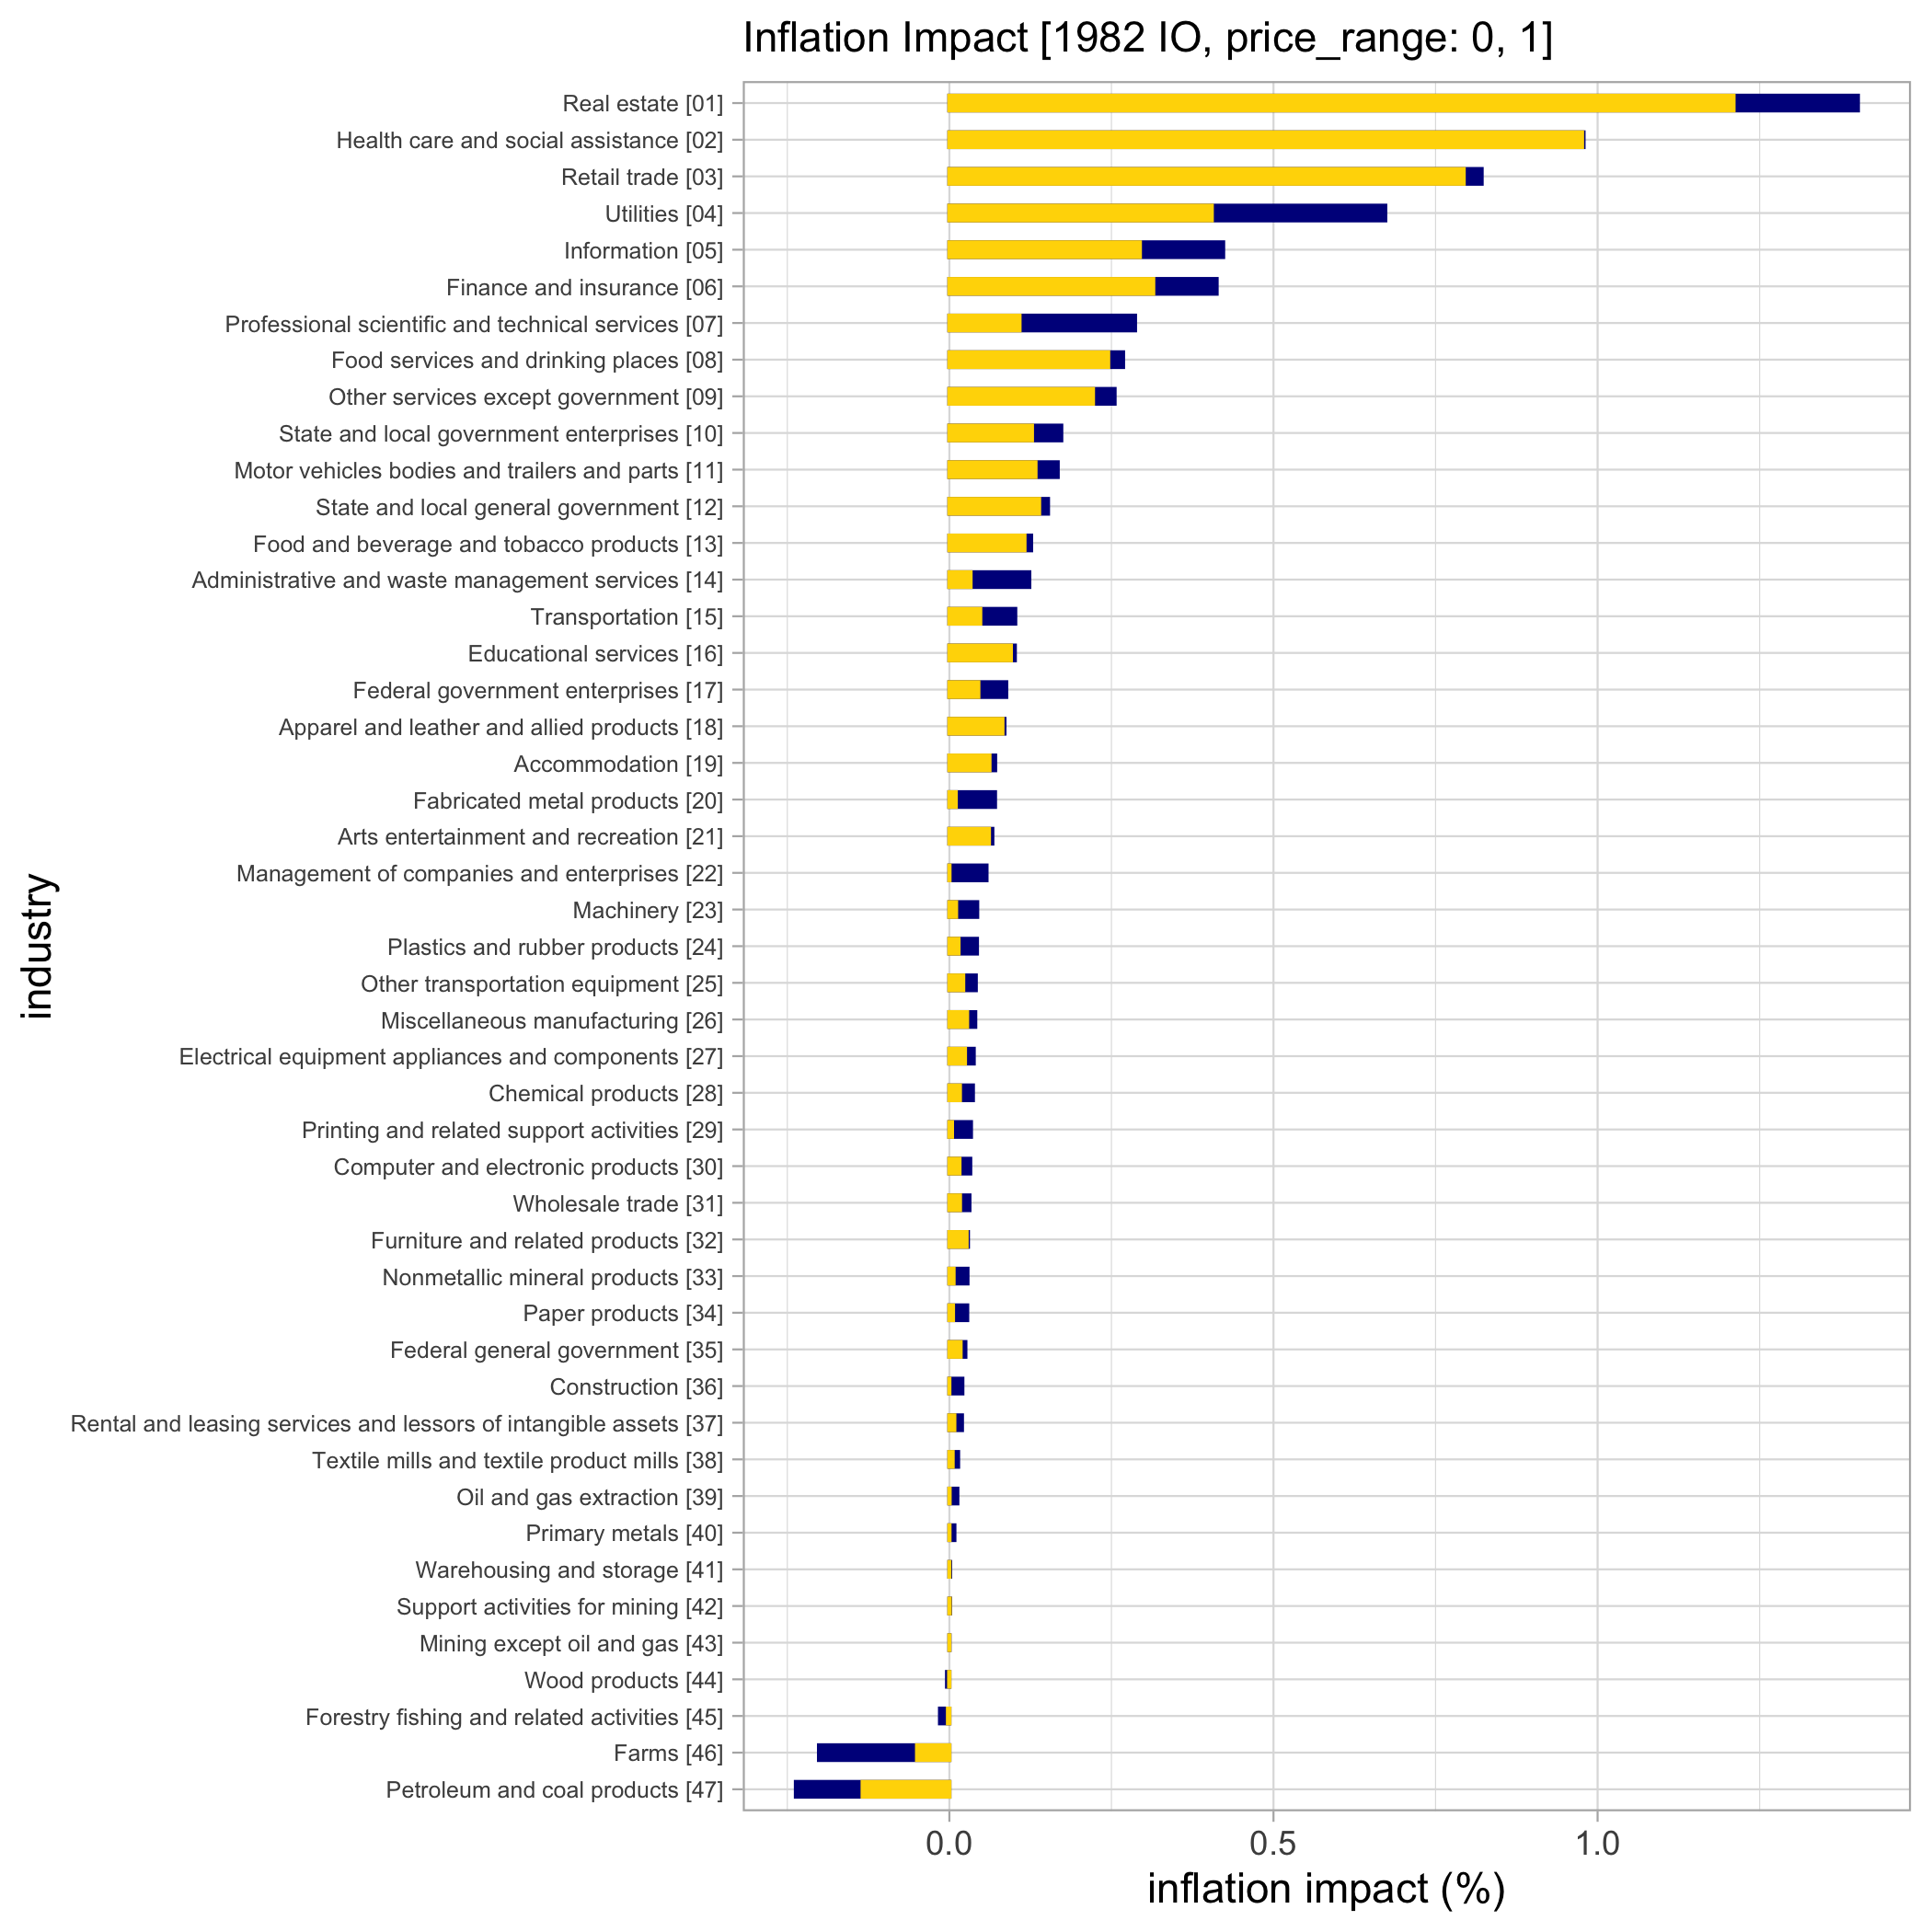 Inflation Impact [1982 IO, price_range: 0, 1]
Real estate [01]
Health care and social assistance [02]
Retail trade [03]
Utilities [04]
Information [05]
Finance and insurance [06]
Professional scientific and technical services [07]
Food services and drinking places [08]
Other services except government [09]
State and local government enterprises [10]
Motor vehicles bodies and trailers and parts [11]
State and local general government [12]
Food and beverage and tobacco products [13]
Administrative and waste management services [14]
Transportation [15]
Educational services [16]
Federal government enterprises [17]
Apparel and leather and allied products [18]
Accommodation [19]
Fabricated metal products [20]
Arts entertainment and recreation [21]
Management of companies and enterprises [22]
Machinery [23]
Plastics and rubber products [24]
Other transportation equipment [25]
Miscellaneous manufacturing [26]
Electrical equipment appliances and components [27]
Chemical products [28]
Printing and related support activities [29]
Computer and electronic products [30]
Wholesale trade [31]
Furniture and related products [32]
Nonmetallic mineral products [33]
Paper products [34]
Federal general government [35]
Construction [36]
Rental and leasing services and lessors of intangible assets [37]
Textile mills and textile product mills [38]
Oil and gas extraction [39]
Primary metals [40]
Warehousing and storage [41]
Support activities for mining [42]
Mining except oil and gas [43]
Wood products [44]
Forestry fishing and related activities [45]
Farms [46]
Petroleum and coal products [47]
industry
0.0 0.5 1.0
inflation impact (%)